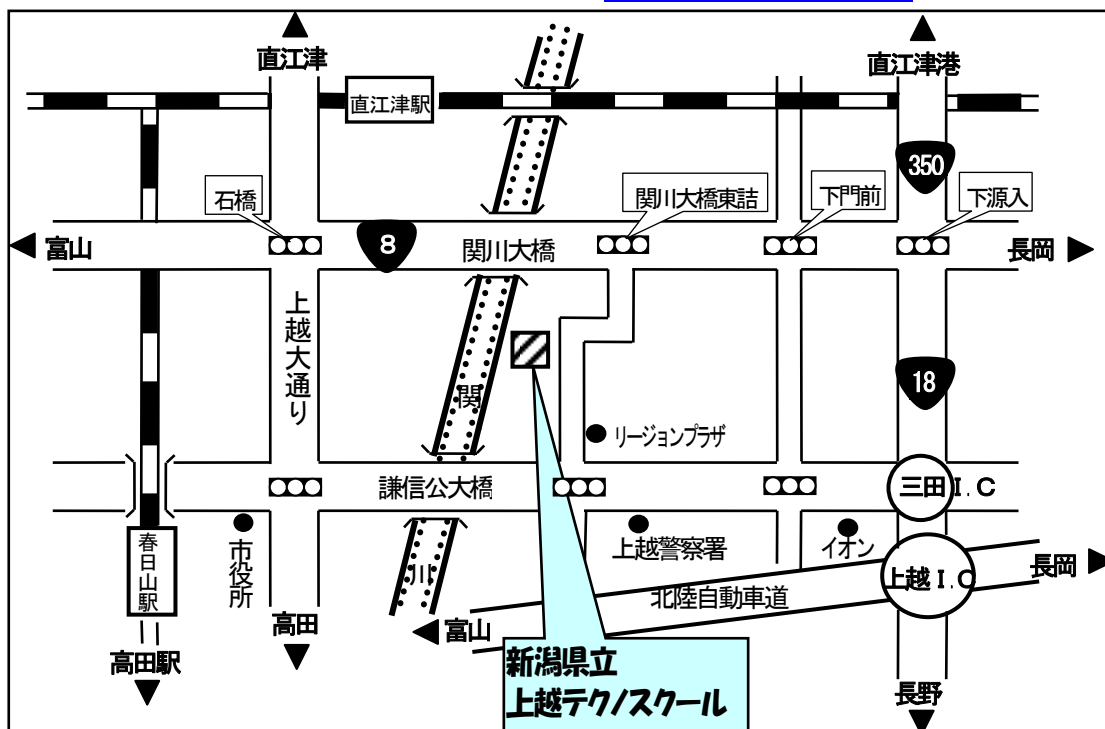 直江津
直江津港
直江津駅
350
石橋
関川大橋東詰
下門前
下源入
富山
8
関川大橋
長岡
上越大通り
18
関
リージョンプラザ
謙信公大橋
三田I.C
春日山駅
市役所
上越警察署
イオン
川
上越I.C
長岡
北陸自動車道
高田
富山
高田駅
新潟県立
上越テクノスクール
長野